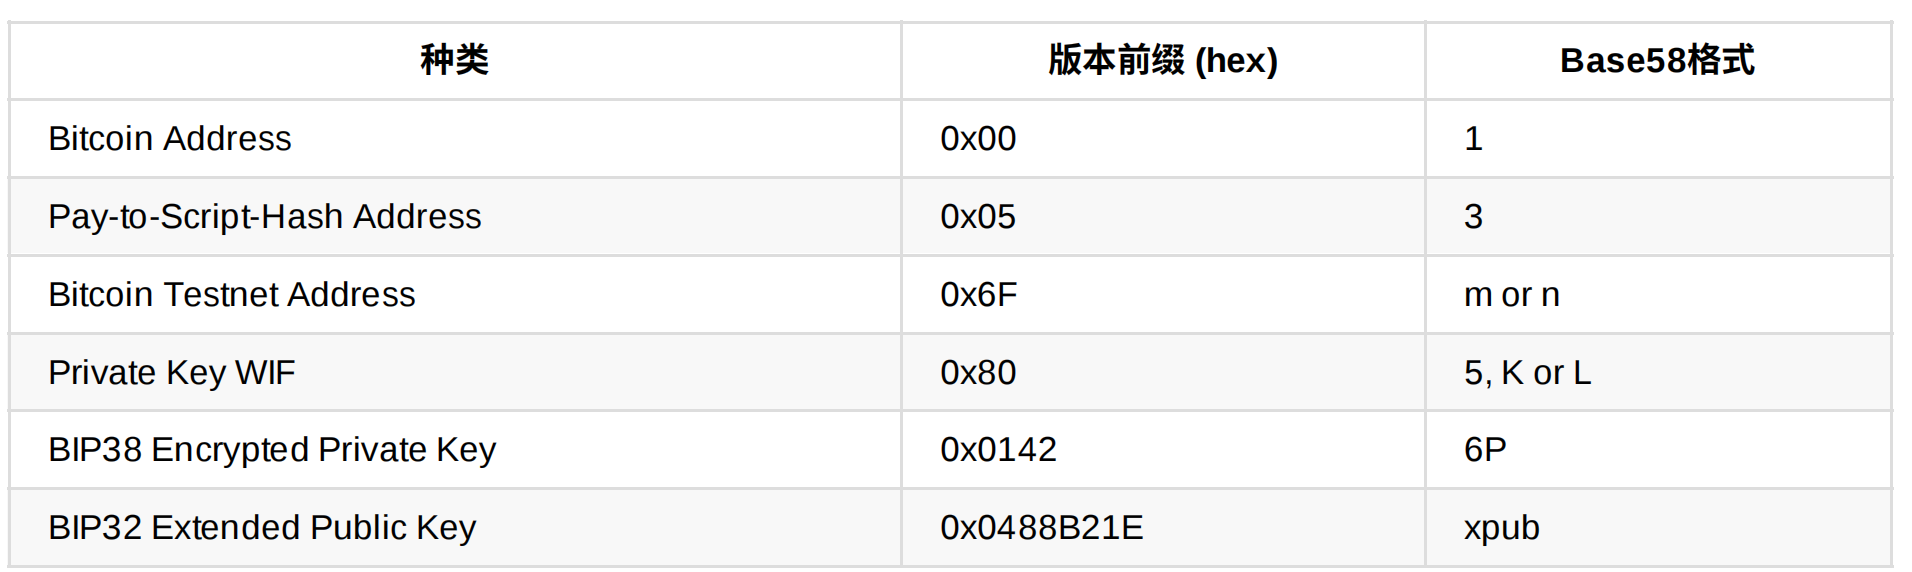 种类 版本前缀 (hex) Base58格式
Bitcoin Address 0x00 1
Pay-to-Script-Hash Address 0x05 3
Bitcoin Testnet Address 0x6F m or n
Private Key WIF 0x80 5, K or L
BIP38 Encrypted Private Key 0x0142 6P
BIP32 Extended Public Key 0x0488B21E xpub